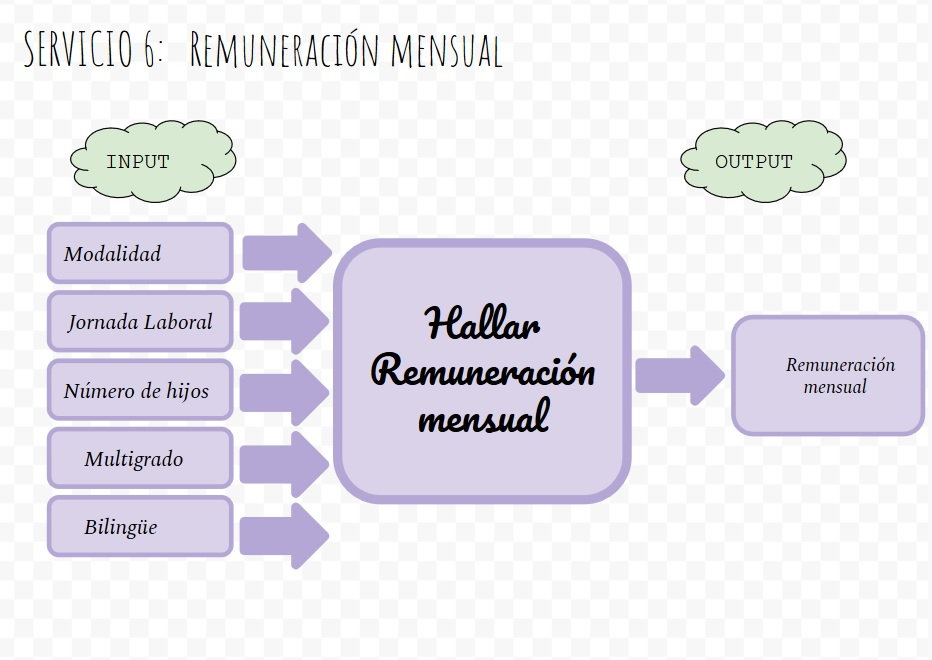 SERVICIO 6: Remuneración mensual
INPUT
OUTPUT
Modalidad
Jornada Laboral
Número de hijos
Multigrado
Bilingüe
Hallar
Remuneración
mensual
Remuneración
mensual